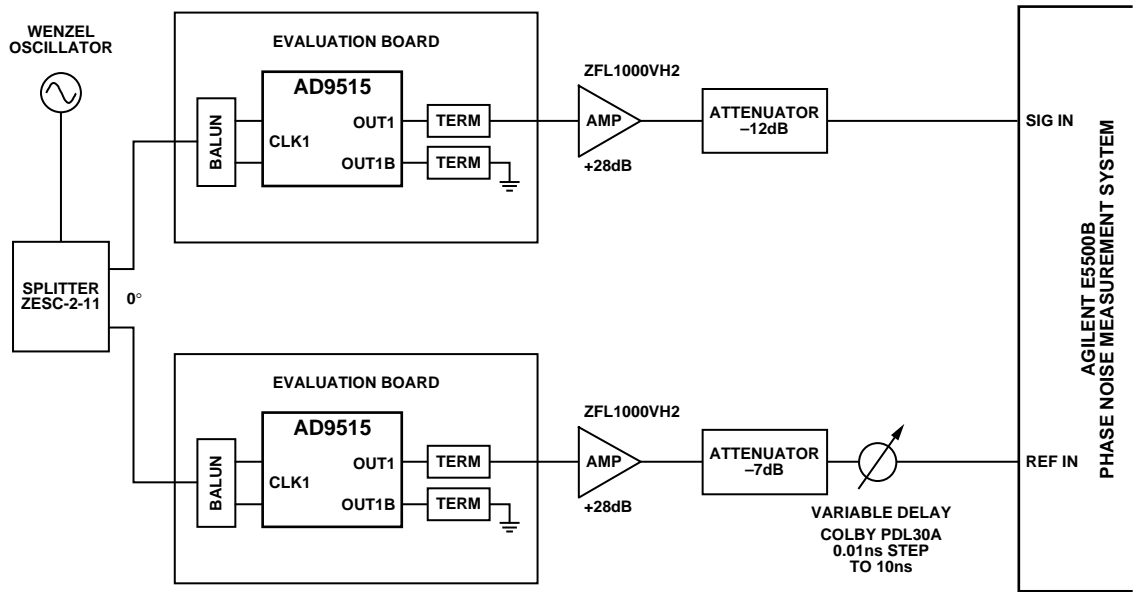 WENZEL
OSCILLATOR
SPLITTER
ZESC-2-11
0°
EVALUATION BOARD
BALUN
AD9515
CLK1
OUT1
OUT1B
TERM
TERM
ZFL1000VH2
AMP
+28dB
ATTENUATOR
–12dB
SIG IN
EVALUATION BOARD
BALUN
AD9515
CLK1
OUT1
OUT1B
TERM
TERM
ZFL1000VH2
AMP
+28dB
ATTENUATOR
–7dB
VARIABLE DELAY
COLBY PDL30A
0.01ns STEP
TO 10ns
REF IN
AGILENT E5500B
PHASE NOISE MEASUREMENT SYSTEM